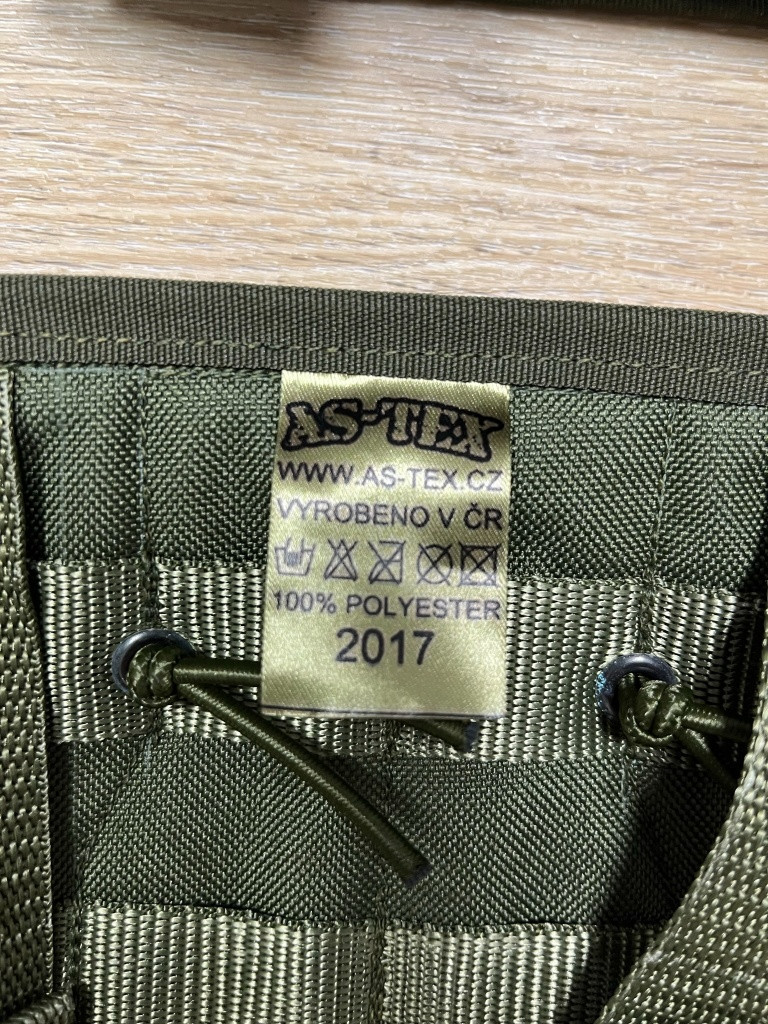 AS-TEX
WWW.AS-TEX.CZ
VYROBENO V ČR
100% POLYESTER
2017